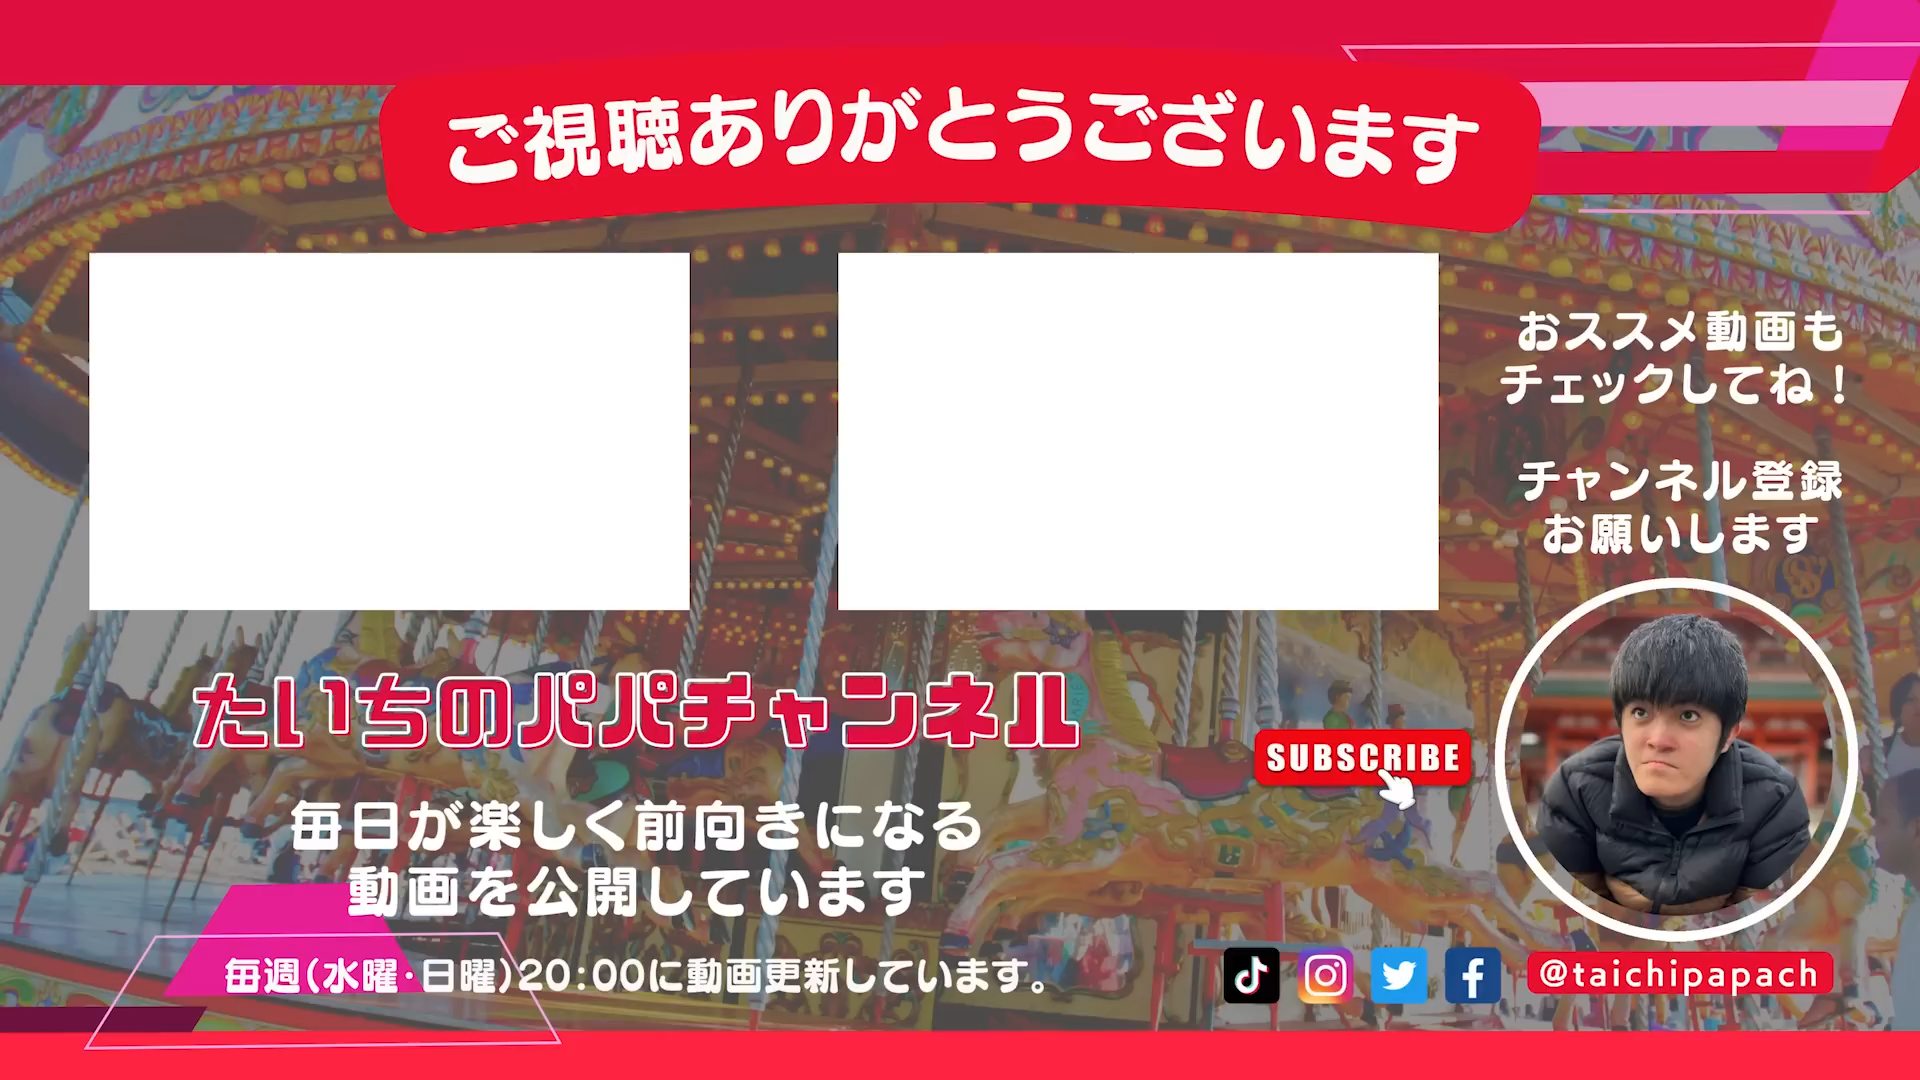 ご視聴ありがとうございます
おススメ動画も
チェックしてね！
チャンネル登録
お願いします
たいちのパパチャンネル
SUBSCRIBE
毎日が楽しく前向きになる
動画を公開しています
毎週(水曜・日曜)20:00に動画更新しています。
@taichipapach